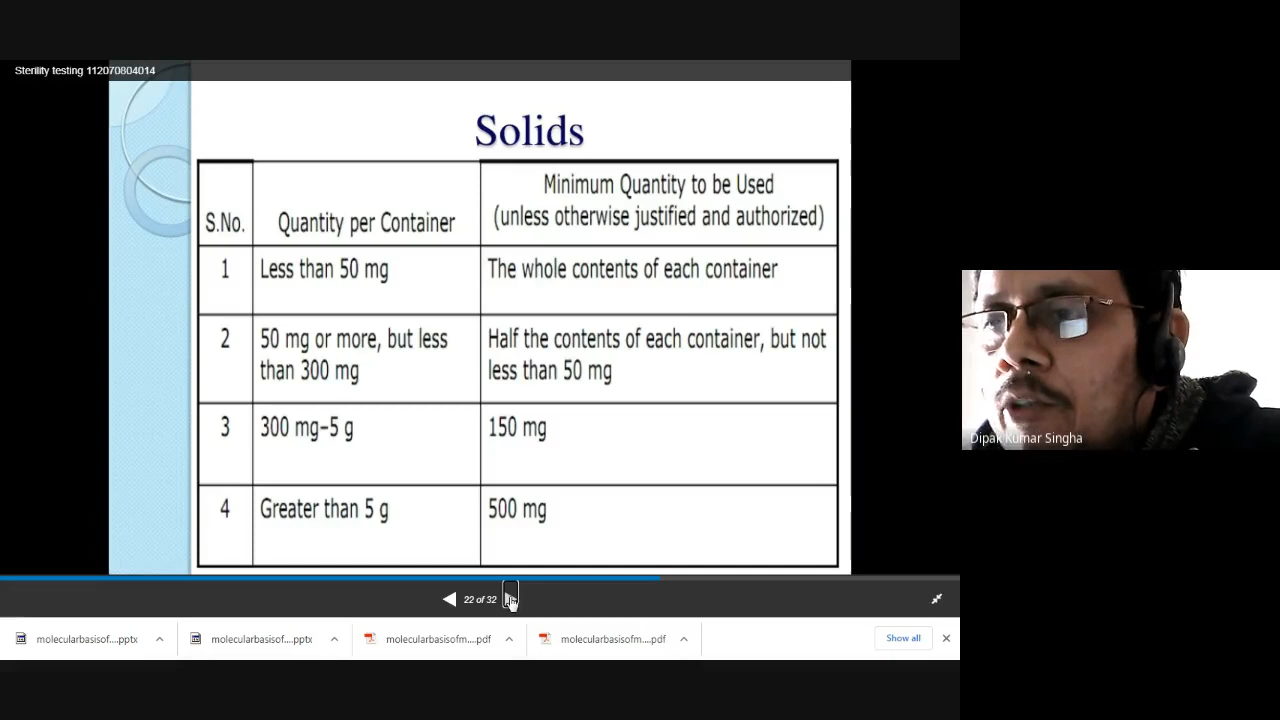 Sterility testing 112070804014
Solids
S.No.
Quantity per Container
Minimum Quantity to be Used
(unless otherwise justified and authorized)
1
Less than 50 mg
The whole contents of each container
2
50 mg or more, but less
than 300 mg
Half the contents of each container, but not
less than 50 mg
3
300 mg–5 g
150 mg
4
Greater than 5 g
500 mg
Dipak Kumar Singha
22 of 32
molecularbasisof....pptx
molecularbasisof....pptx
molecularbasisofm....pdf
molecularbasisofm....pdf
Show all